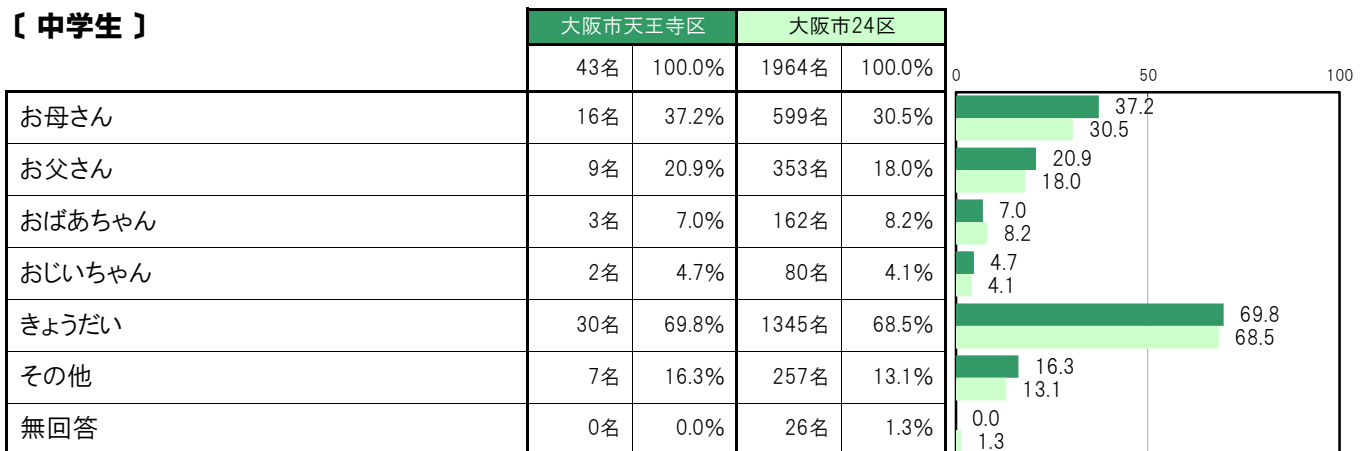 〔 中学生 〕
大阪市天王寺区 大阪市24区
43名 100.0% 1964名 100.0%
0 50 100
お母さん 16名 37.2% 599名 30.5% 37.2
30.5
お父さん 9名 20.9% 353名 18.0% 20.9
18.0
おばあちゃん 3名 7.0% 162名 8.2% 7.0
8.2
おじいちゃん 2名 4.7% 80名 4.1% 4.7
4.1
きょうだい 30名 69.8% 1345名 68.5% 69.8
68.5
その他 7名 16.3% 257名 13.1% 16.3
13.1
無回答 0名 0.0% 26名 1.3% 0.0
1.3